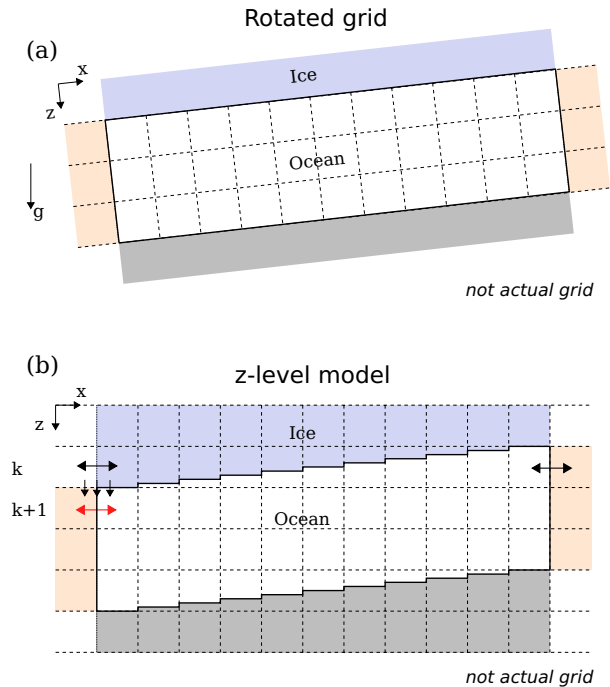 Rotated grid
(a)
x
Ice
z
Ocean
g
not actual grid
(b)
z-level model
x
z
Ice
k
k+1
Ocean
not actual grid